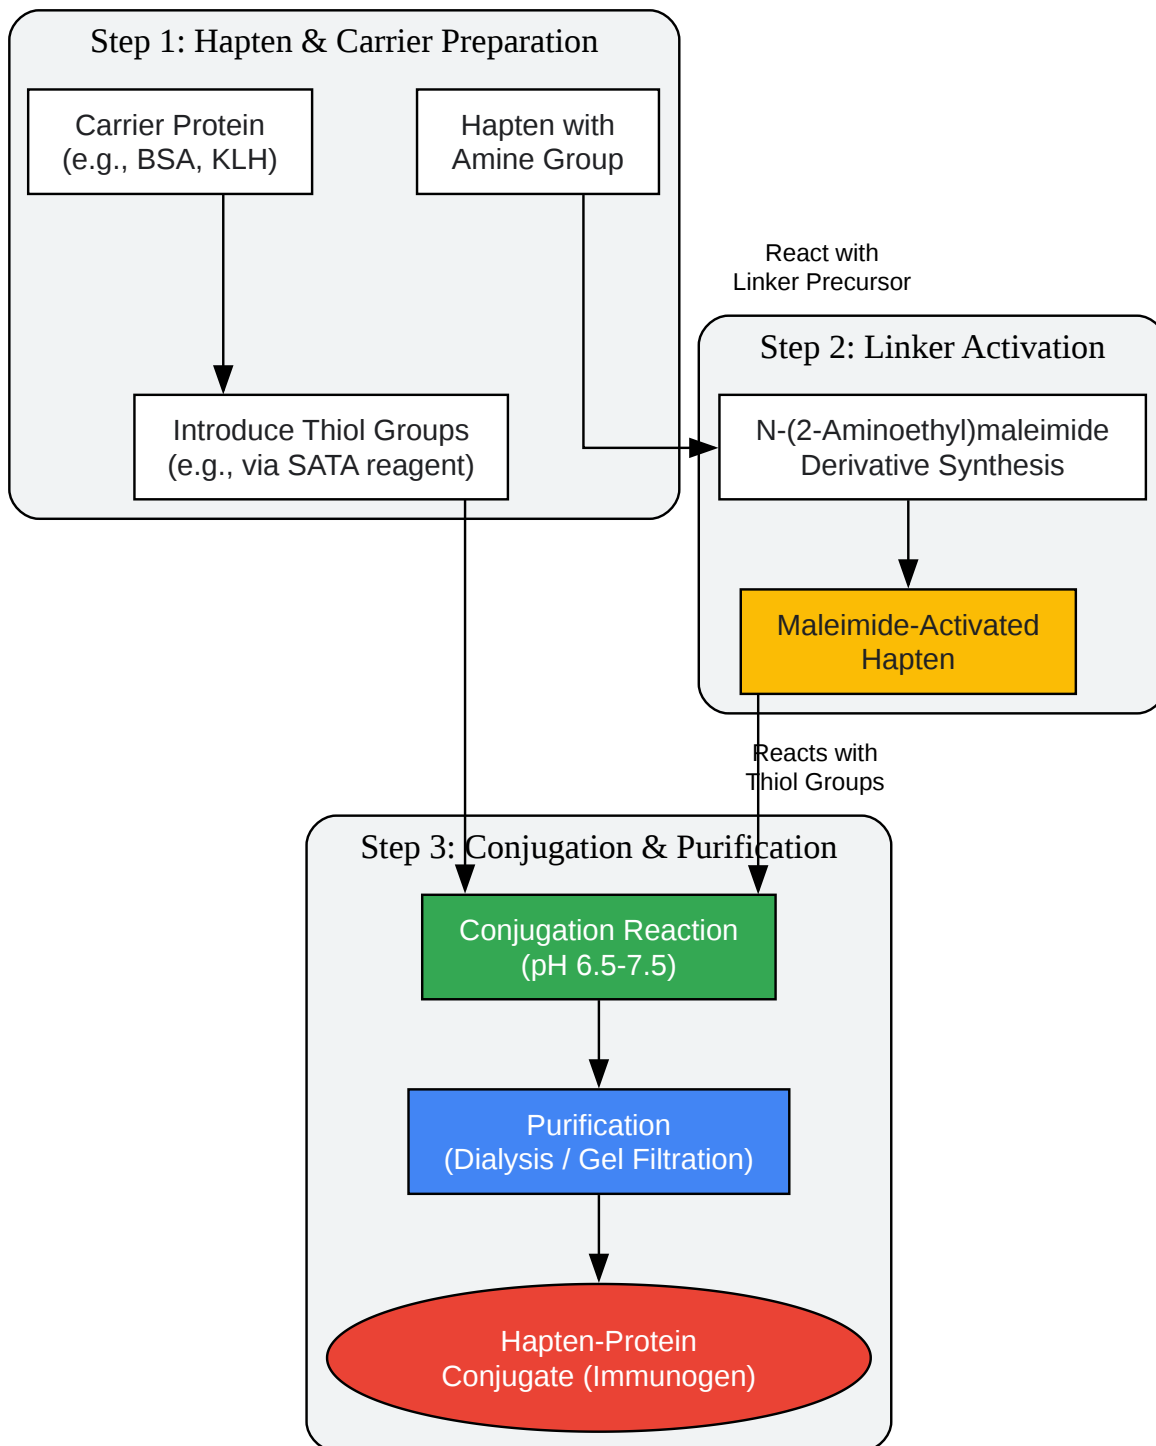 Step 1: Hapten & Carrier Preparation
Carrier Protein
(e.g., BSA, KLH)
Hapten with
Amine Group
Introduce Thiol Groups
(e.g., via SATA reagent)
React with
Linker Precursor
Step 2: Linker Activation
N-(2-Aminoethyl)maleimide
Derivative Synthesis
Maleimide-Activated
Hapten
Reacts with
Thiol Groups
Step 3: Conjugation & Purification
Conjugation Reaction
(pH 6.5-7.5)
Purification
(Dialysis / Gel Filtration)
Hapten-Protein
Conjugate (Immunogen)